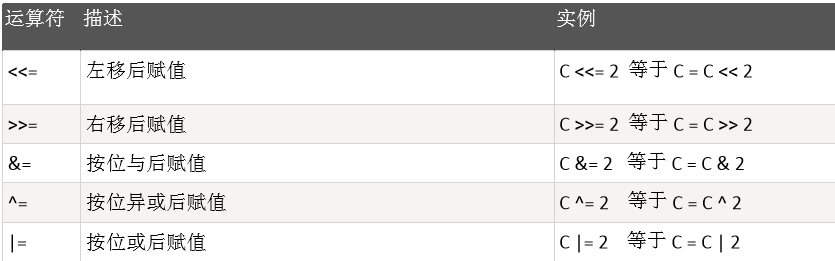 运算符 描述 实例
<<= 左移后赋值 C <<= 2 等于 C = C << 2
>>= 右移后赋值 C >>= 2 等于 C = C >> 2
&= 按位与后赋值 C &= 2 等于 C = C & 2
^= 按位异或后赋值 C ^= 2 等于 C = C ^ 2
|= 按位或后赋值 C |= 2 等于 C = C | 2